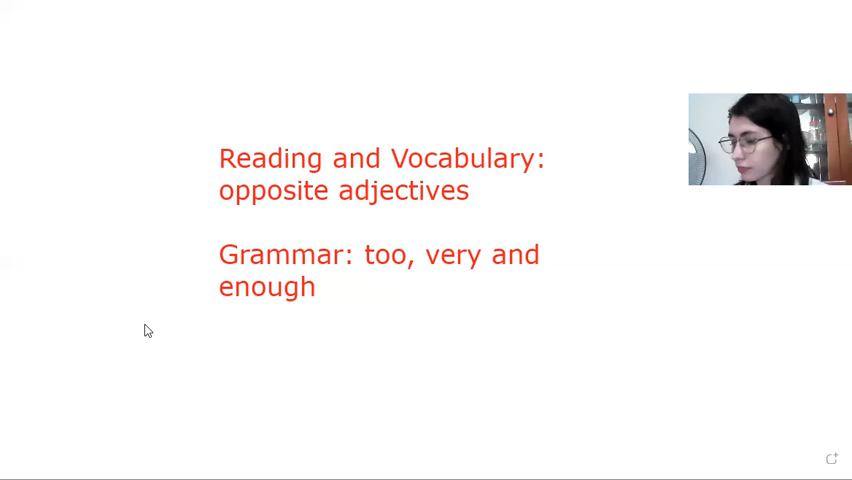 Reading and Vocabulary:
opposite adjectives
Grammar: too, very and
enough